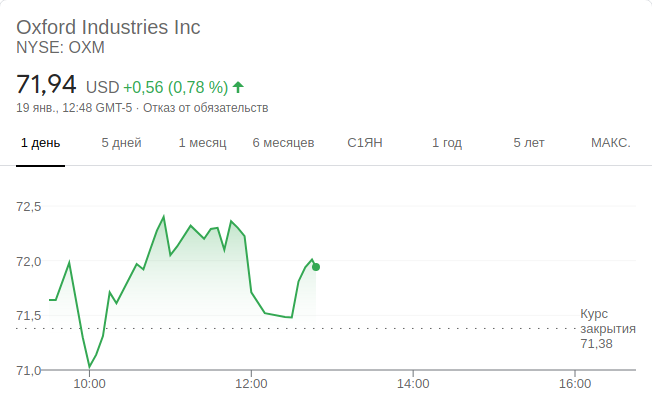 Oxford Industries Inc
NYSE: OXM
71,94 USD +0,56 (0,78 %)
19 янв., 12:48 GMT-5 · Отказ от обязательств
1 день 5 дней 1 месяц 6 месяцев С1ЯН 1 год 5 лет МАКС.
72,5
72,0
71,5
71,0
Курс
закрытия
71,38
10:00 12:00 14:00 16:00